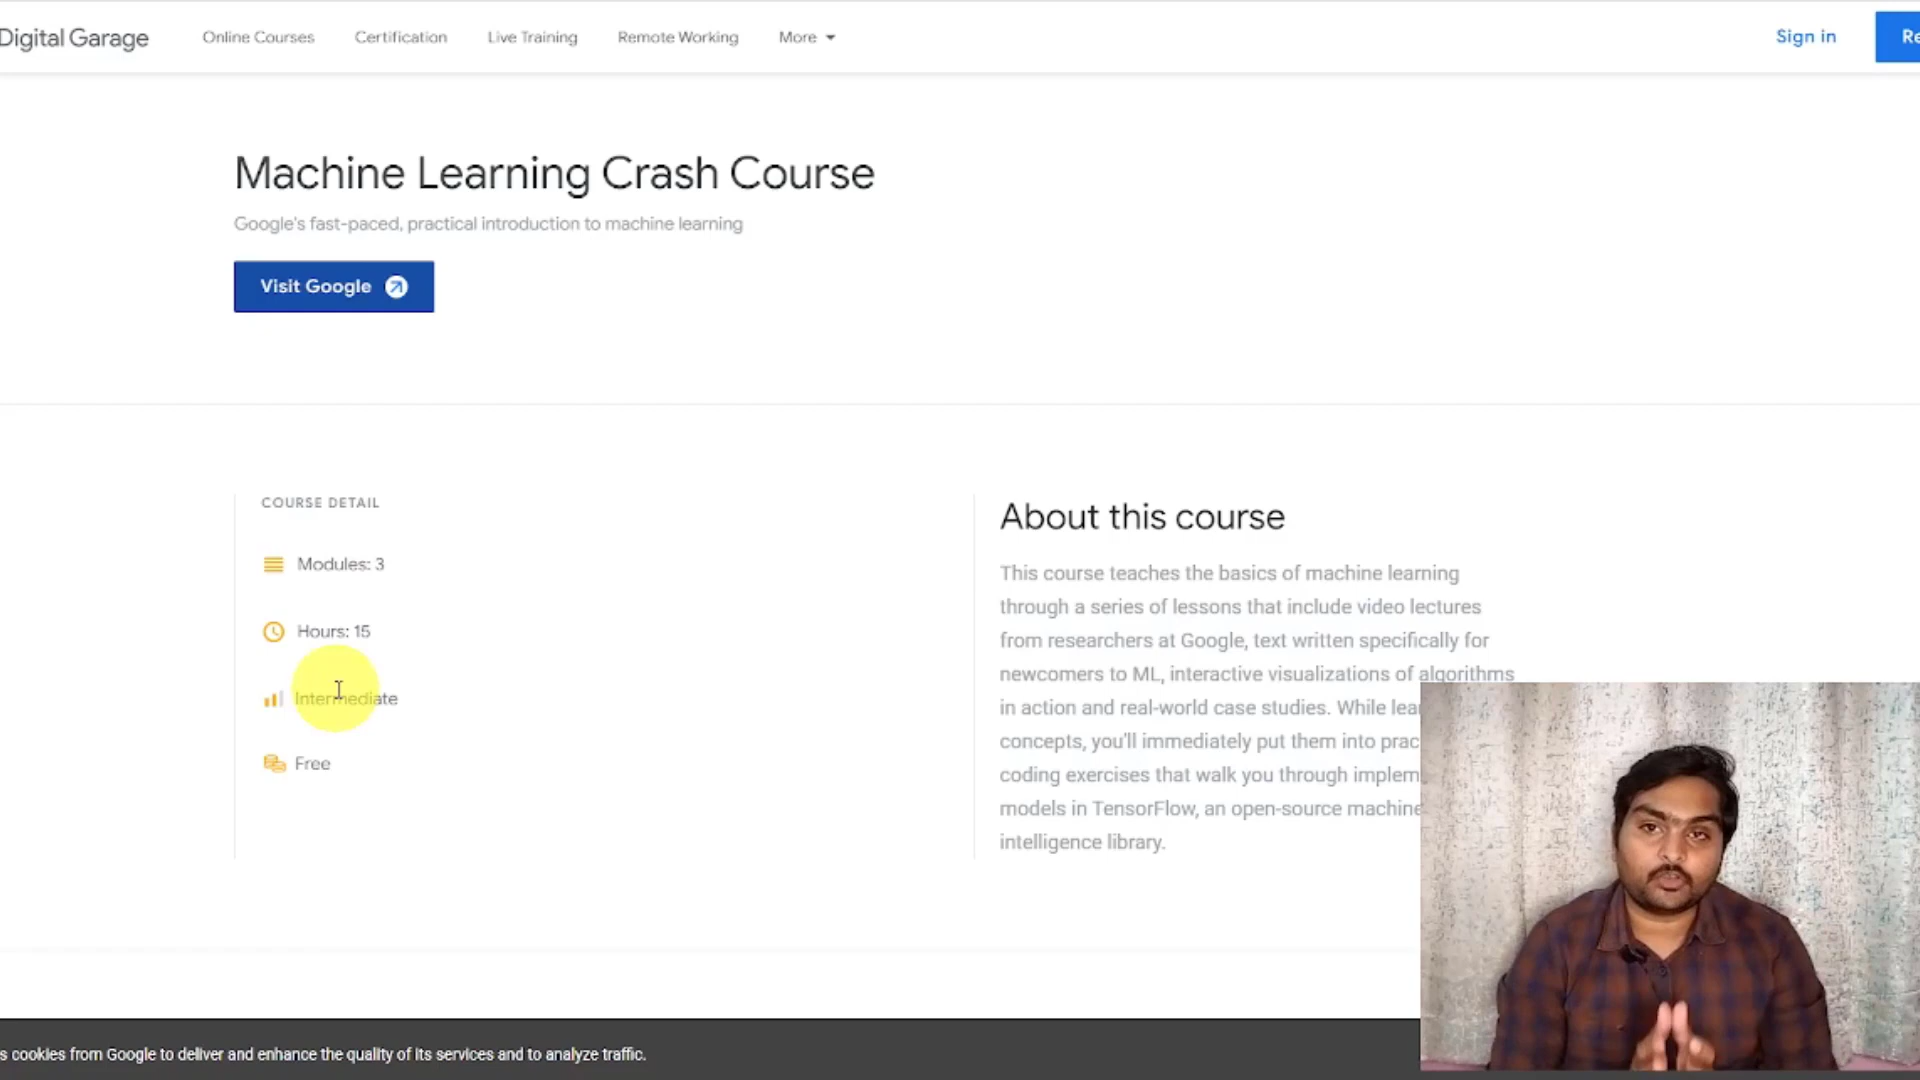 Digital Garage
Online Courses
Certification
Live Training
Remote Working
More
Sign in
Machine Learning Crash Course
Google's fast-paced, practical introduction to machine learning
Visit Google
COURSE DETAIL
Modules: 3
Hours: 15
Intermediate
Free
About this course
This course teaches the basics of machine learning
through a series of lessons that include video lectures
from researchers at Google, text written specifically for
newcomers to ML, interactive visualizations of algorithms
in action and real-world case studies. While
concepts, you'll immediately put them into
coding exercises that walk you through
models in TensorFlow, an open-source machine
intelligence library.
cookies from Google to deliver and enhance the quality of its services and to analyze traffic.